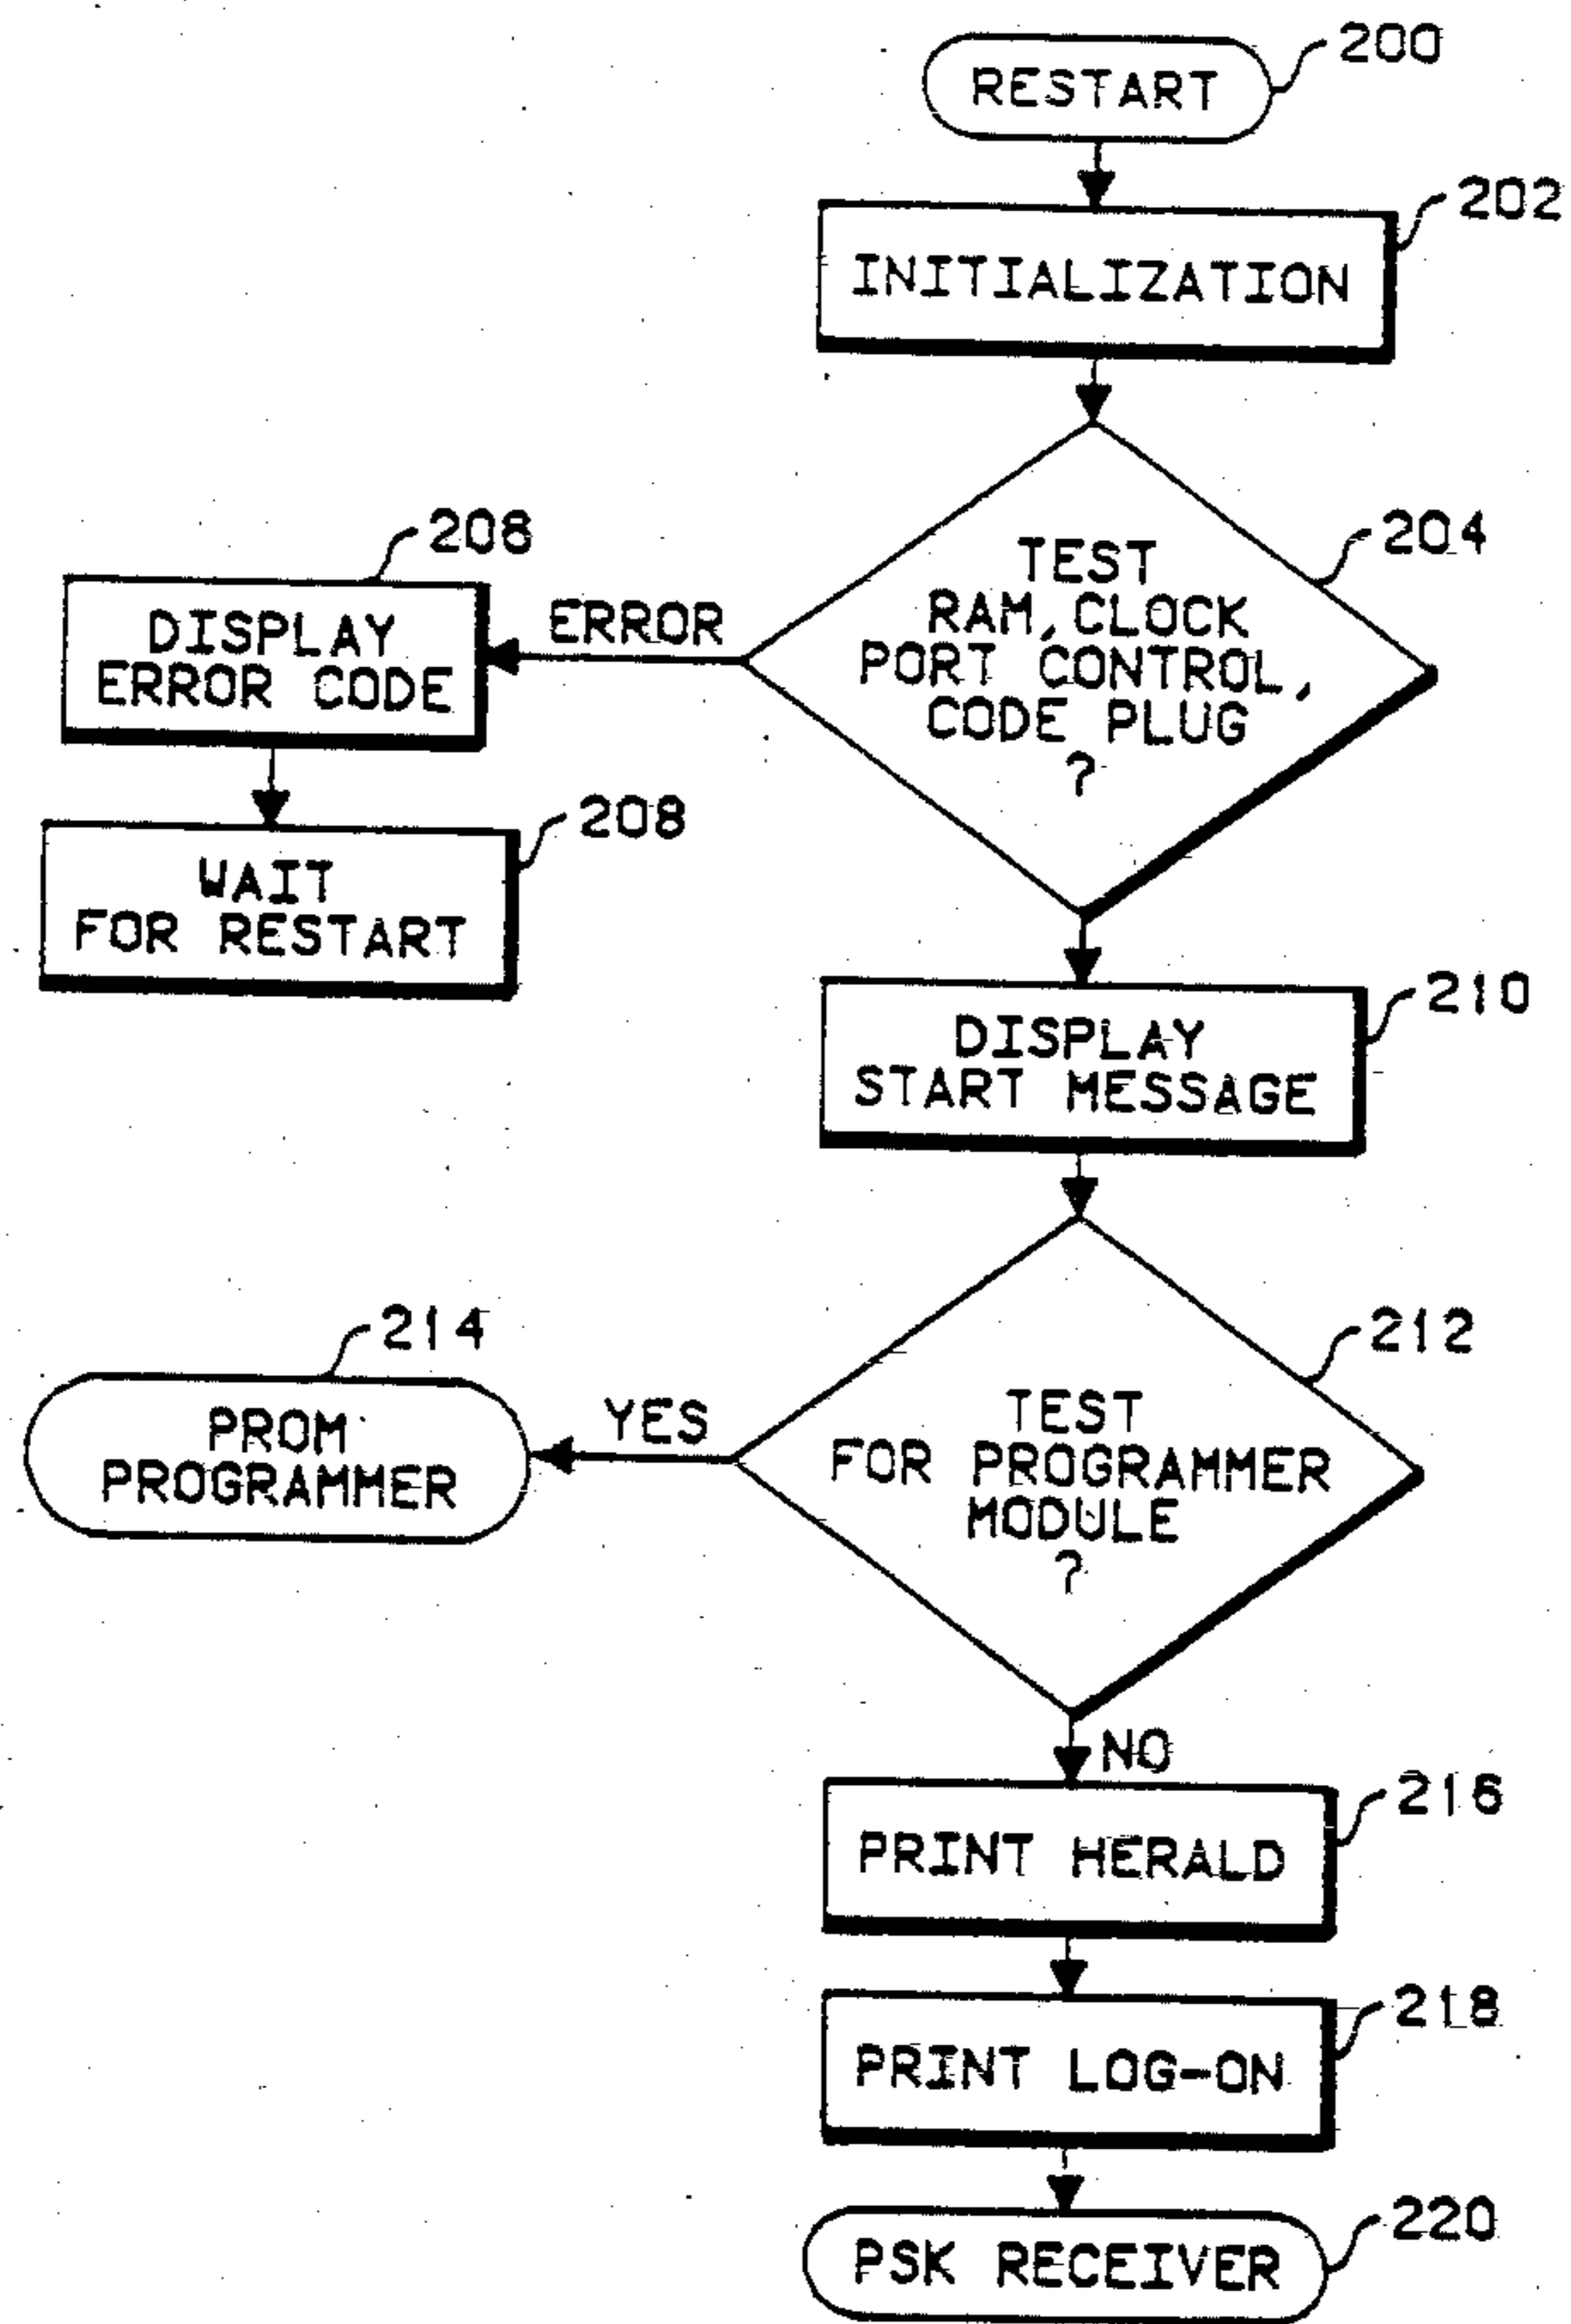 RESTART
200
INITIALIZATION
202
TEST
RAM, CLOCK
PORT CONTROL,
CODE PLUG
?
204
ERROR
DISPLAY
ERROR CODE
208
WAIT
FOR RESTART
208
DISPLAY
START MESSAGE
210
TEST
FOR PROGRAMMER
MODULE
?
212
YES
PROM
PROGRAMMER
214
NO
PRINT HERALD
216
PRINT LOG-ON
218
PSK RECEIVER
220